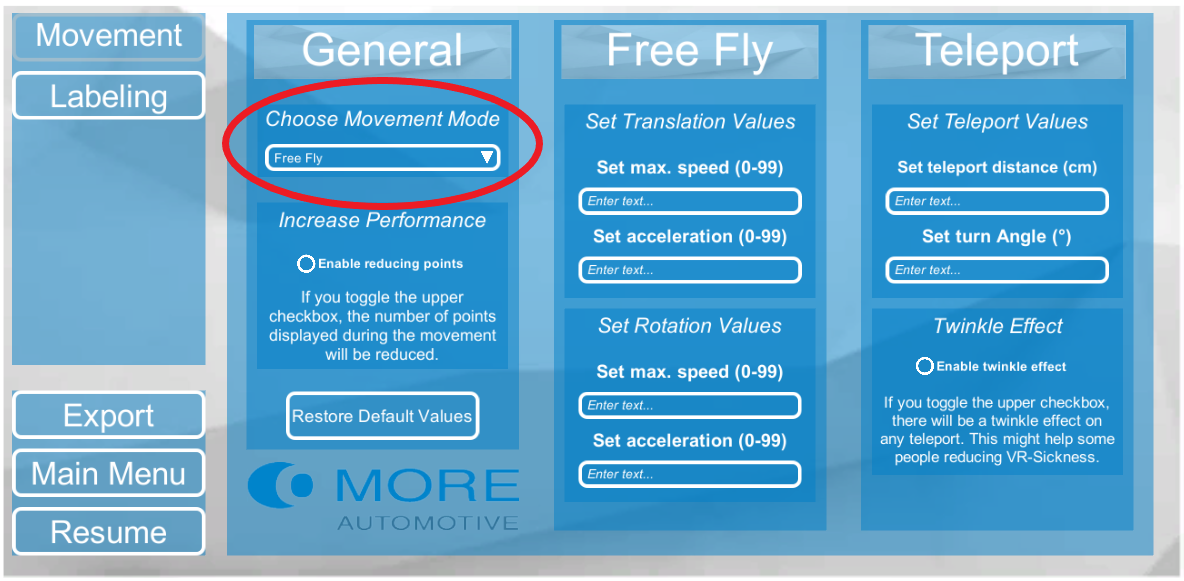 Movement
Labeling
Export
Main Menu
Resume
General
Choose Movement Mode
Free Fly
Increase Performance
Enable reducing points
If you toggle the upper
checkbox, the number of points
displayed during the movement
will be reduced.
Restore Default Values
MORE
AUTOMOTIVE
Free Fly
Set Translation Values
Set max. speed (0-99)
Enter text...
Set acceleration (0-99)
Enter text...
Set Rotation Values
Set max. speed (0-99)
Enter text...
Set acceleration (0-99)
Enter text...
Teleport
Set Teleport Values
Set teleport distance (cm)
Enter text...
Set turn Angle (°)
Enter text...
Twinkle Effect
Enable twinkle effect
If you toggle the upper checkbox,
there will be a twinkle effect on
any teleport. This might help some
people reducing VR-Sickness.